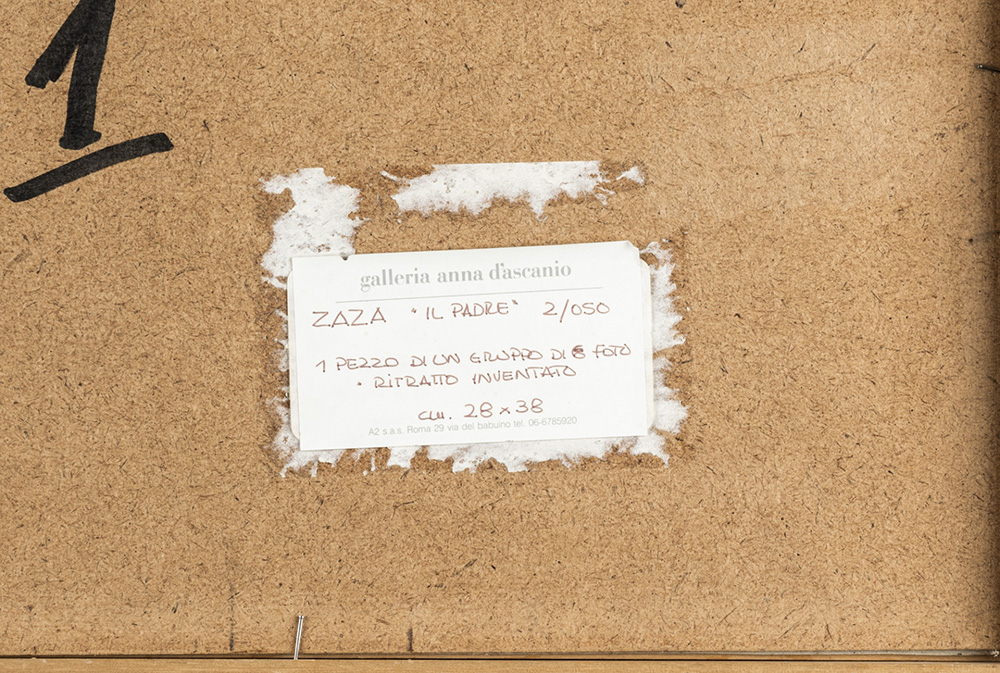 1
galleria anna d'ascanio
ZAZA "IL PADRE" 2/050
1 PEZZO DI UN GRUPPO DI 6 FOTO
• RITRATTO INVENTATO
cm. 28 x 38
A2 s.a.s. Roma 29 via del babuino tel. 06-6785920